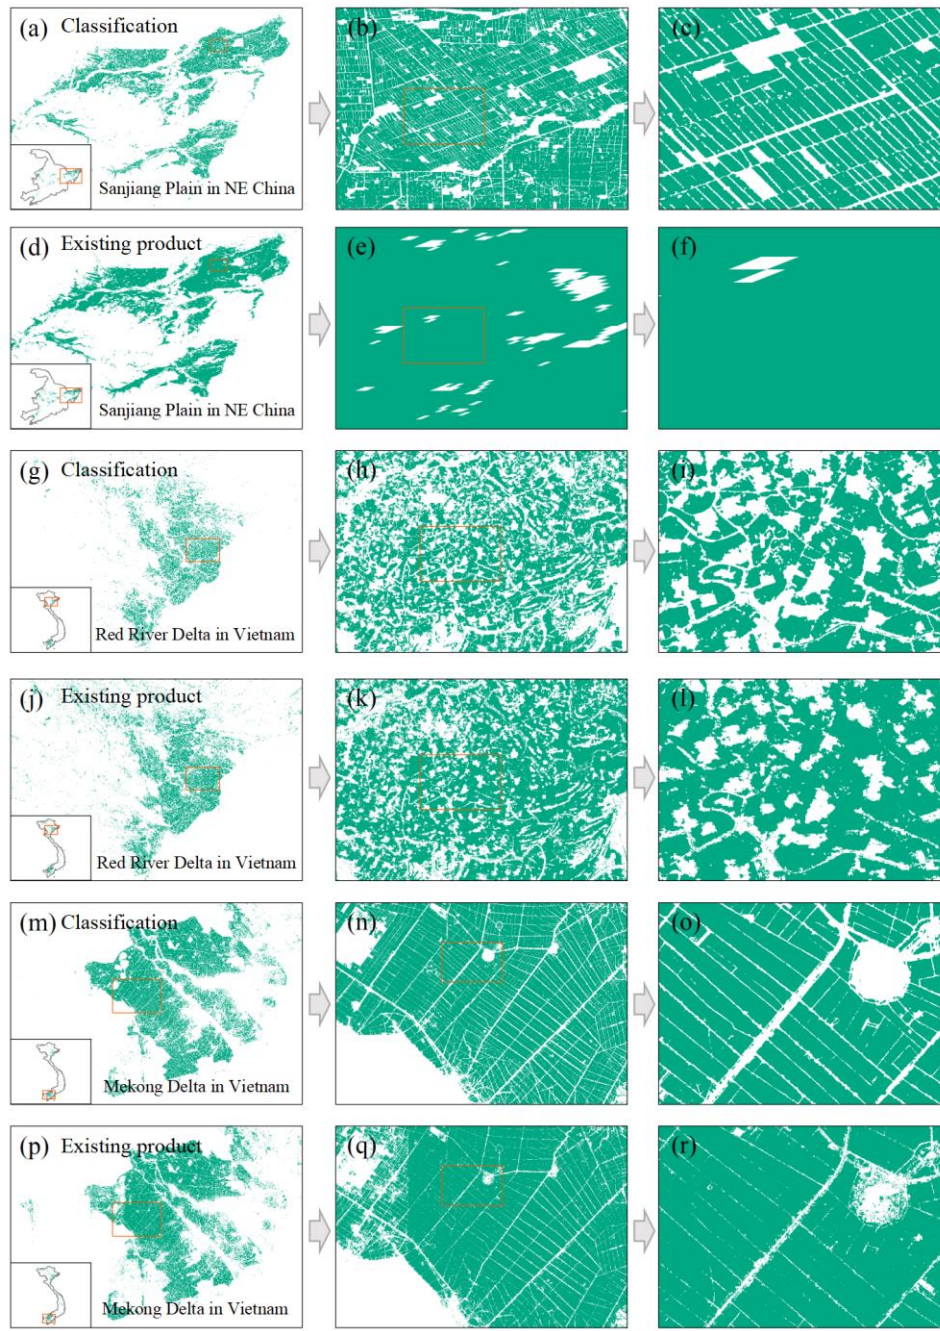 (a) Classification
Sanjiang Plain in NE China
(b)
(c)
(d) Existing product
Sanjiang Plain in NE China
(e)
(f)
(g) Classification
Red River Delta in Vietnam
(h)
(i)
(j) Existing product
Red River Delta in Vietnam
(k)
(l)
(m) Classification
Mekong Delta in Vietnam
(n)
(o)
(p) Existing product
Mekong Delta in Vietnam
(q)
(r)